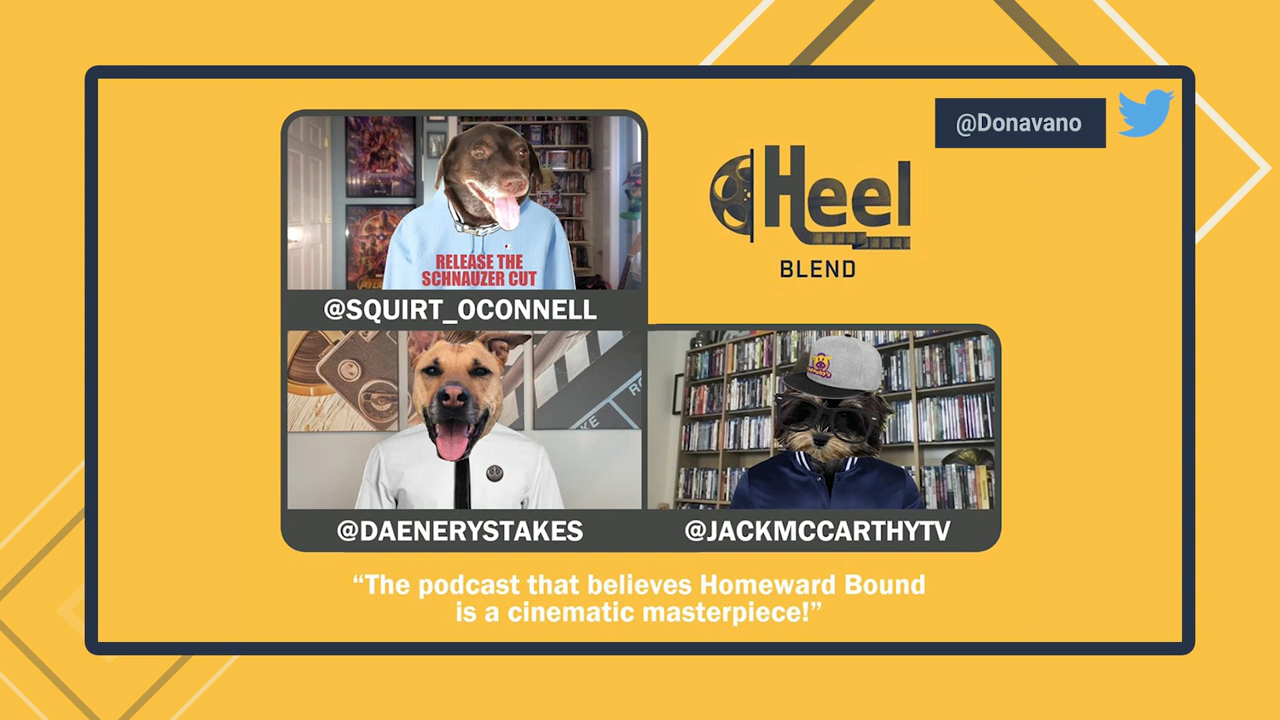 @Donavano
Heel
BLEND
RELEASE THE
SCHNAUZER CUT
@SQUIRT_OCONNELL
@DAENERYSTAKES
@JACKMCCARTHYTV
“The podcast that believes Homeward Bound
is a cinematic masterpiece!”